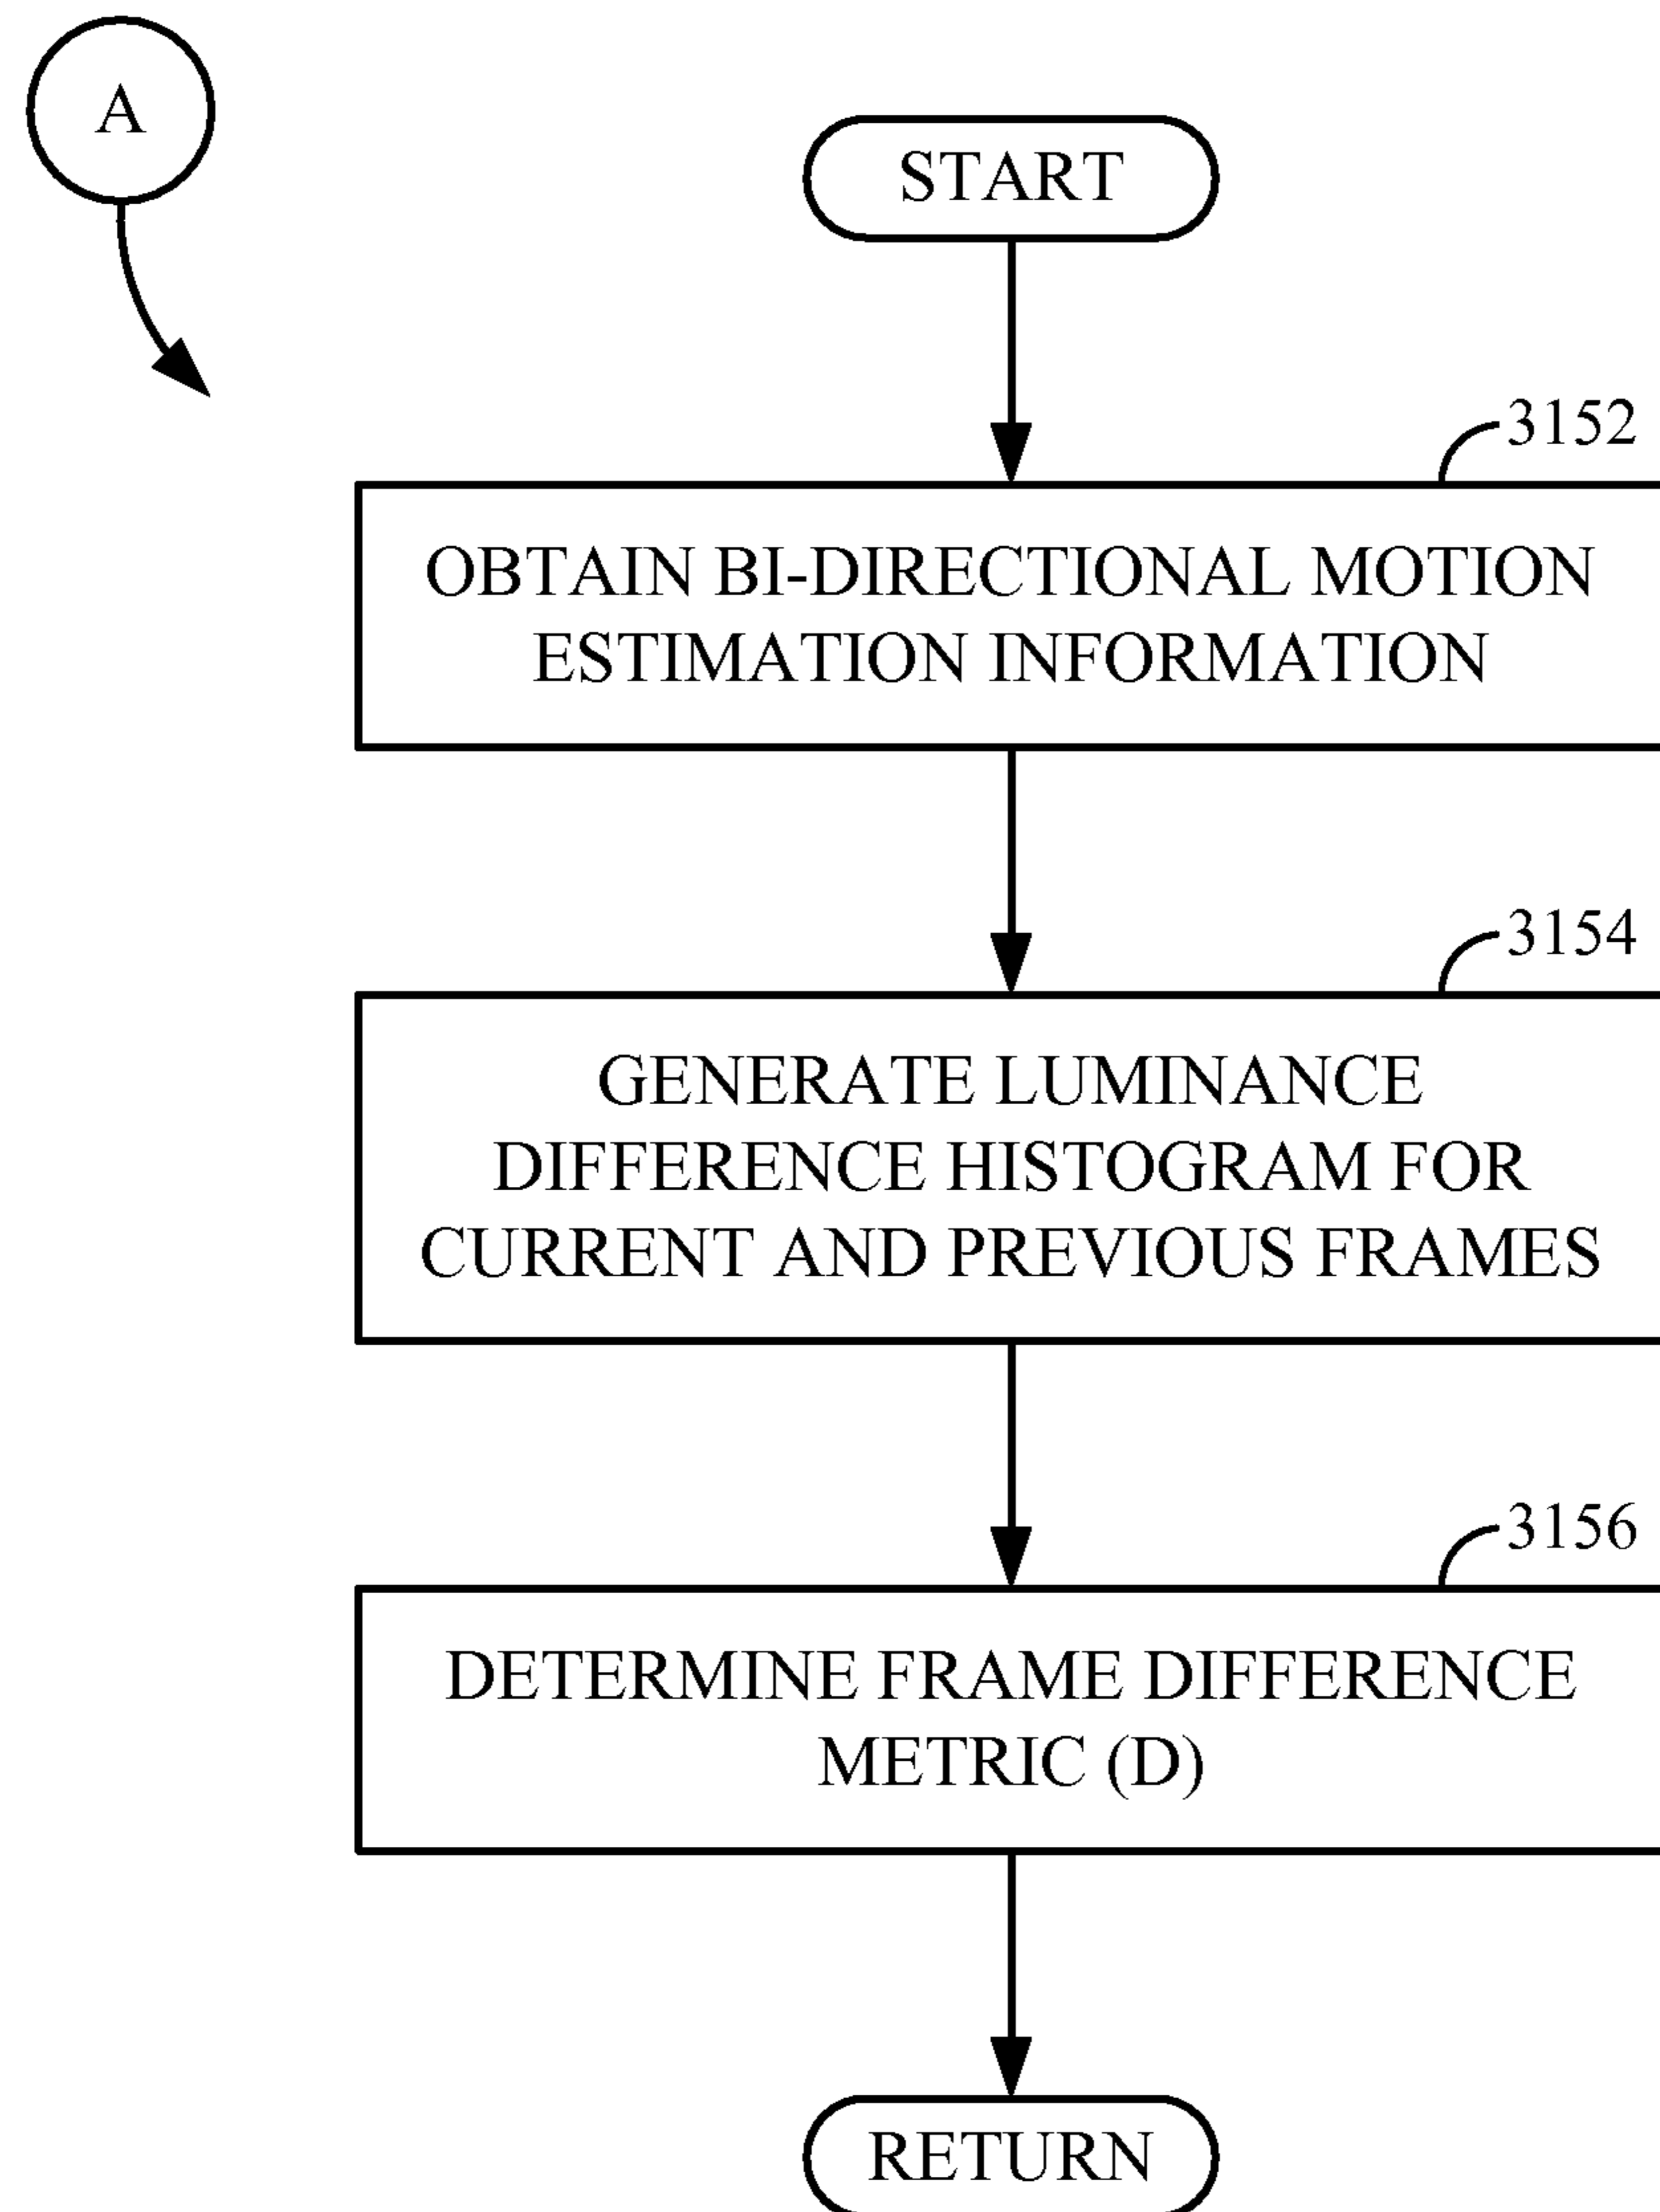 A
START
3152
OBTAIN BI-DIRECTIONAL MOTION
ESTIMATION INFORMATION
3154
GENERATE LUMINANCE
DIFFERENCE HISTOGRAM FOR
CURRENT AND PREVIOUS FRAMES
3156
DETERMINE FRAME DIFFERENCE
METRIC (D)
RETURN